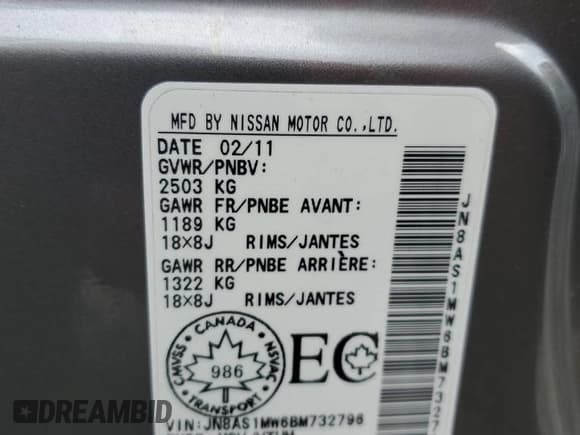 MFD BY NISSAN MOTOR CO.,LTD.
DATE 02/11
GVWR/PNBV:
2503 KG
GAWR FR/PNBE AVANT:
1189 KG
18×8J RIMS/JANTES
GAWR RR/PNBE ARRIÈRE:
1322 KG
18×8J RIMS/JANTES
CANADA
CMVSS
NSVAC
986
TRANSPORT
EC
VIN:JN8AS1MW6BM732796
JN8AS1MW6BM7327
DREAMBID